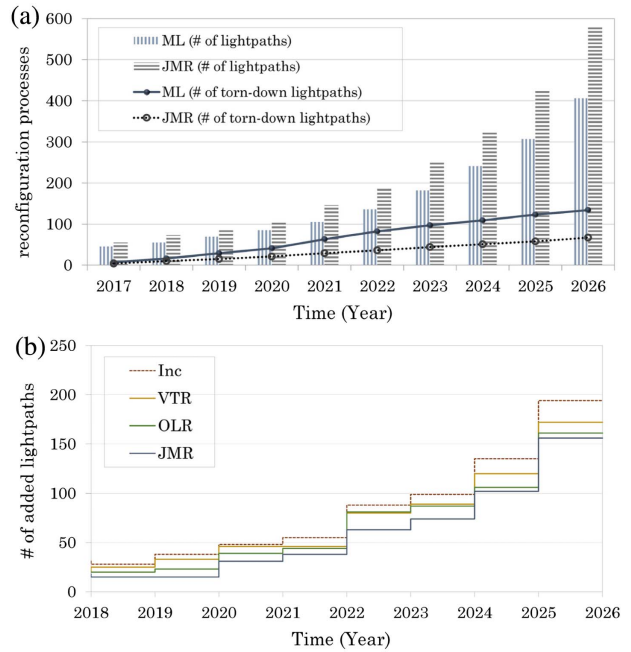 (a)
reconfiguration processes
600
500
400
300
200
100
0
ML (# of lightpaths)
JMR (# of lightpaths)
ML (# of torn-down lightpaths)
JMR (# of torn-down lightpaths)
2017 2018 2019 2020 2021 2022 2023 2024 2025 2026
Time (Year)
(b)
# of added lightpaths
250
200
150
100
50
0
Inc
VTR
OLR
JMR
2018 2019 2020 2021 2022 2023 2024 2025 2026
Time (Year)